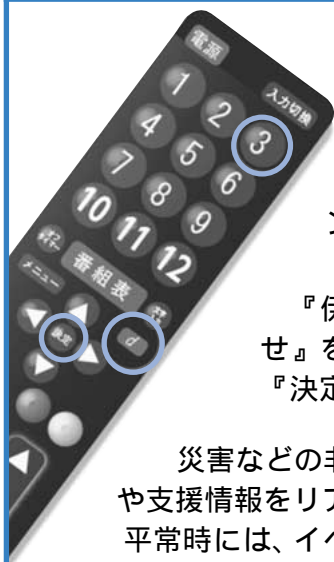 電源
入力切換
1 2 3
4 5 6
7 8 9
10 11 12
番組表
メニュー
d
決定
ン
『伊
せ』を
『決定
災害などの非
や支援情報をリア
平常時には、イベ